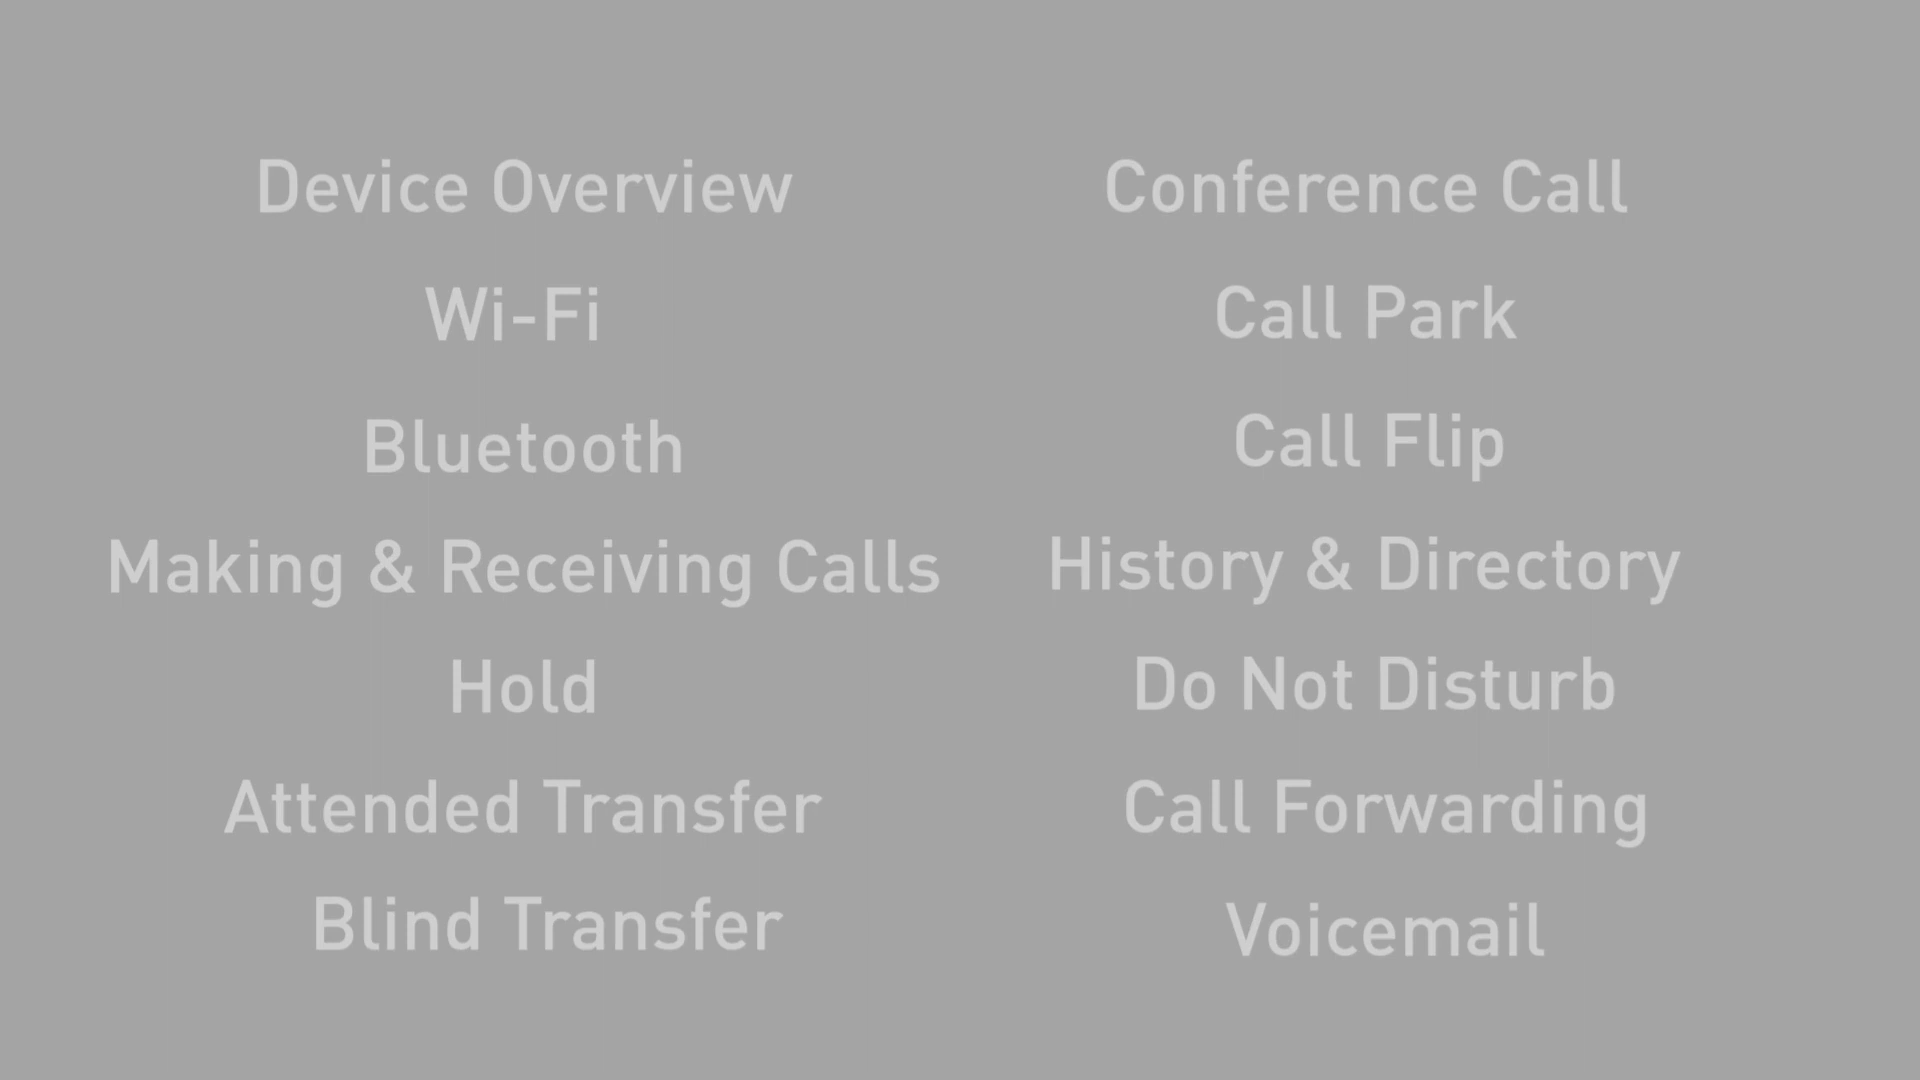 Device Overview
Wi-Fi
Bluetooth
Making & Receiving Calls
Hold
Attended Transfer
Blind Transfer
Conference Call
Call Park
Call Flip
History & Directory
Do Not Disturb
Call Forwarding
Voicemail